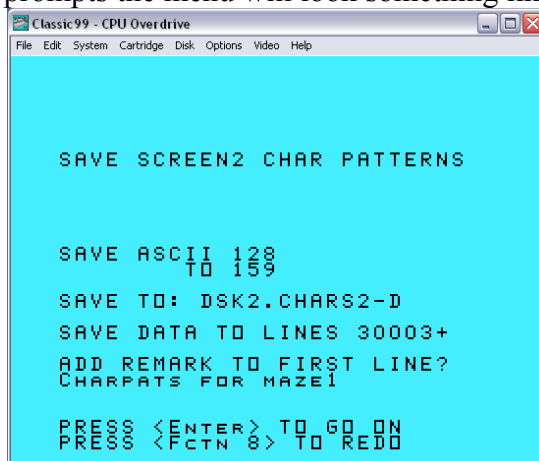 prompts the menu will look something
Classic99 - CPU Overdrive
File Edit System Cartridge Disk Options Video Help
SAVE SCREEN2 CHAR PATTERNS
SAVE ASCII 128
TO 159
SAVE TO: DSK2.CHARS2-D
SAVE DATA TO LINES 30003+
ADD REMARK TO FIRST LINE?
CHARPATS FOR MAZE1
PRESS <ENTER> TO GO ON
PRESS <FCTN 8> TO REDO